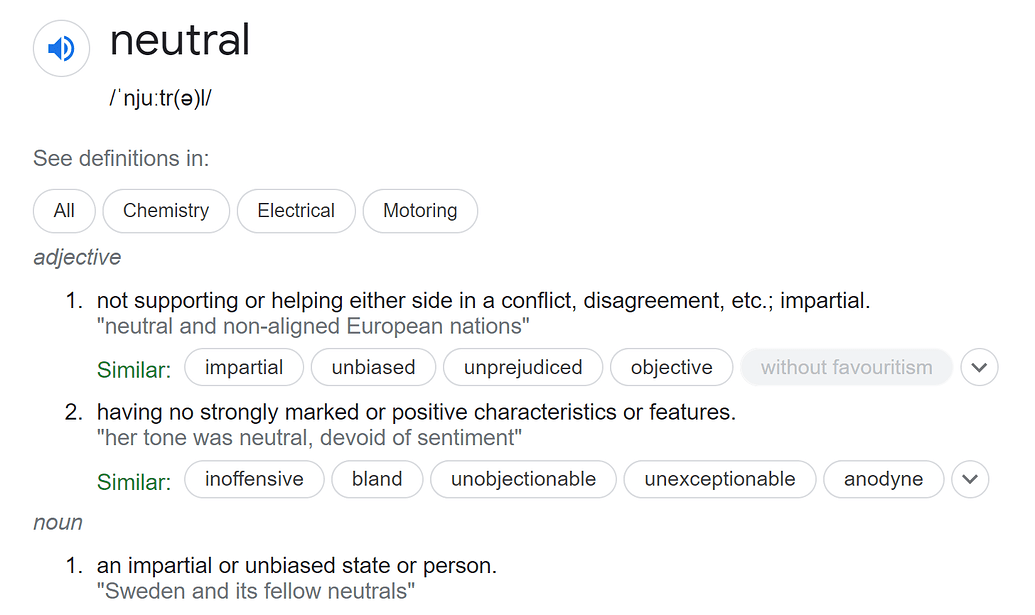 neutral
/ˈnjuːtr(ə)l/
See definitions in:
All Chemistry Electrical Motoring
adjective
1. not supporting or helping either side in a conflict, disagreement, etc.; impartial.
"neutral and non-aligned European nations"
Similar: impartial unbiased unprejudiced objective without favouritism
2. having no strongly marked or positive characteristics or features.
"her tone was neutral, devoid of sentiment"
Similar: inoffensive bland unobjectionable unexceptionable anodyne
noun
1. an impartial or unbiased state or person.
"Sweden and its fellow neutrals"